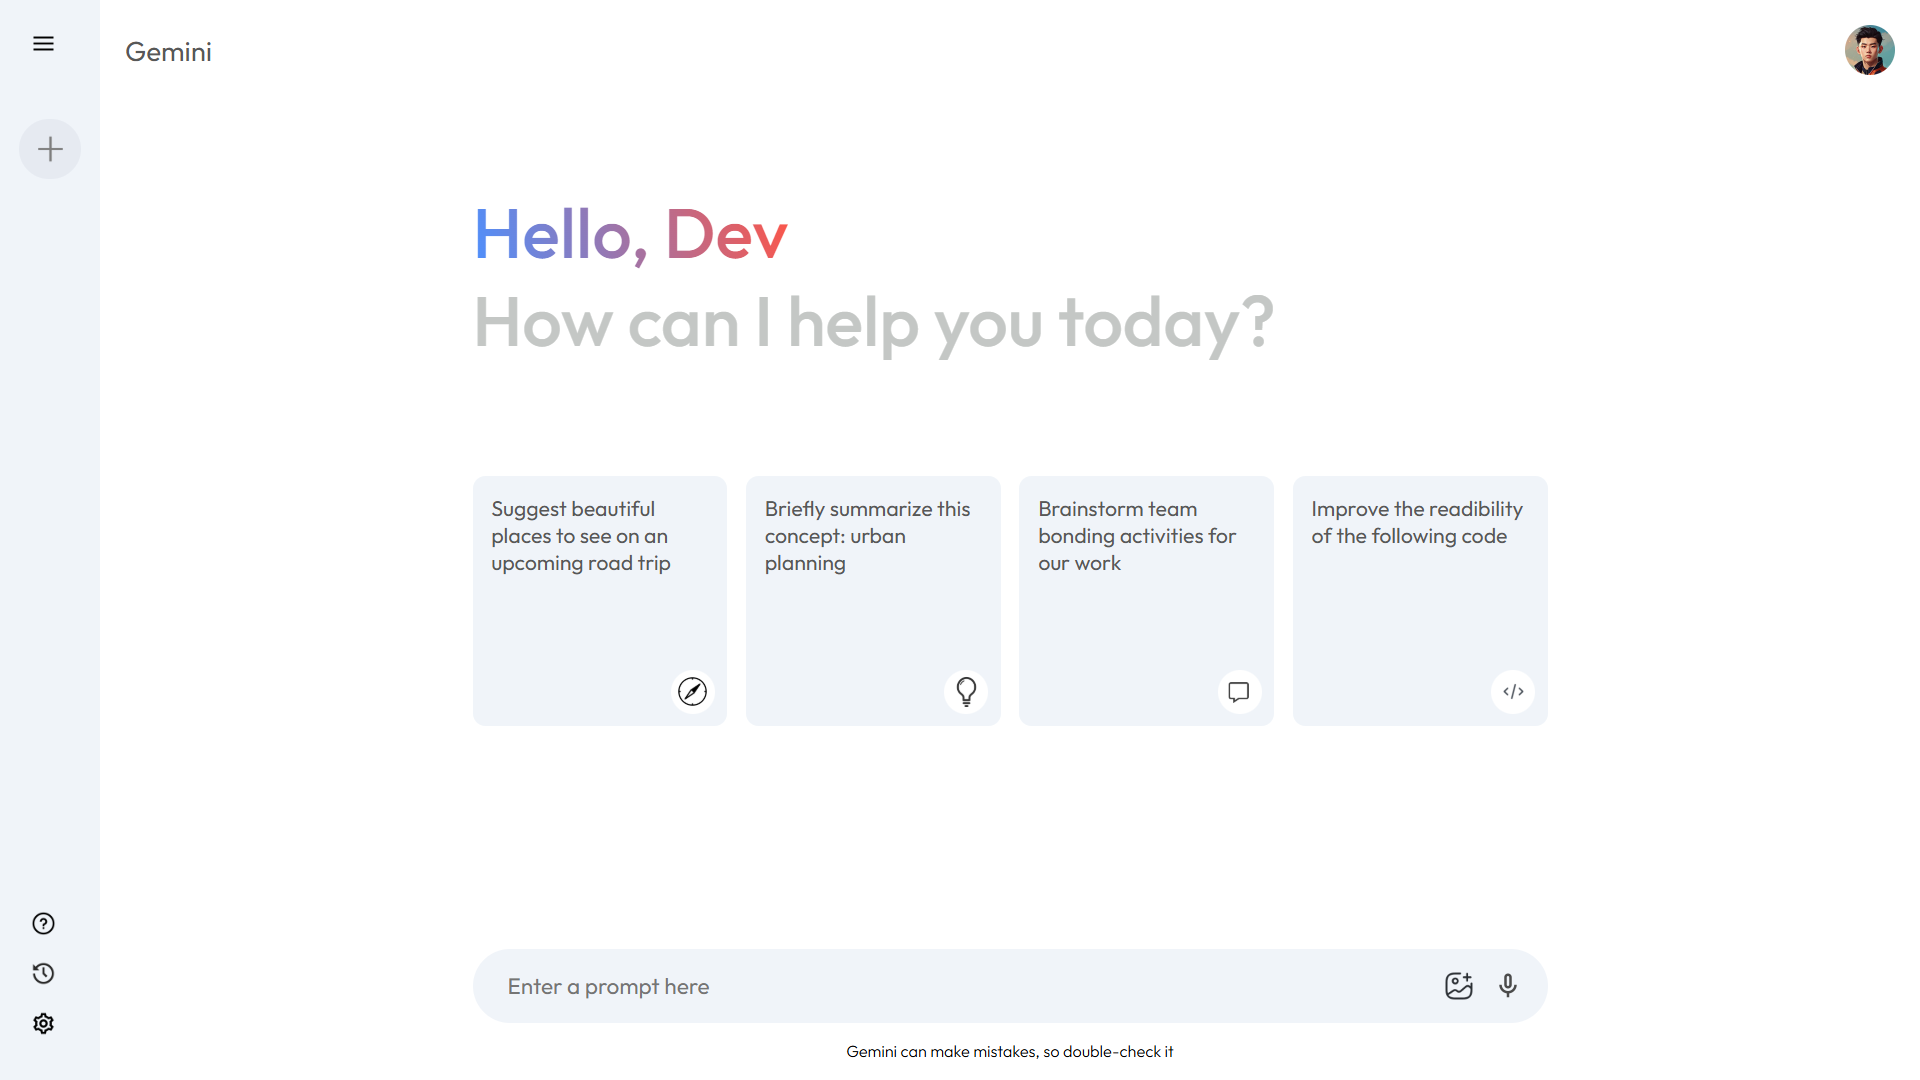 Gemini
Hello, Dev
How can I help you today?
Suggest beautiful
places to see on an
upcoming road trip
Briefly summarize this
concept: urban
planning
Brainstorm team
bonding activities for
our work
Improve the readibility
of the following code
Enter a prompt here
Gemini can make mistakes, so double-check it